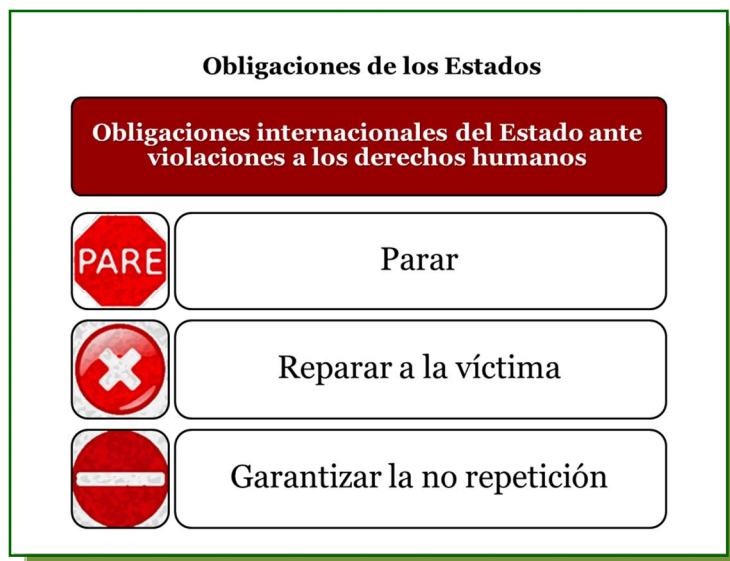 Obligaciones de los Estados
Obligaciones internacionales del Estado ante
violaciones a los derechos humanos
PARE
Parar
Reparar a la víctima
Garantizar la no repetición